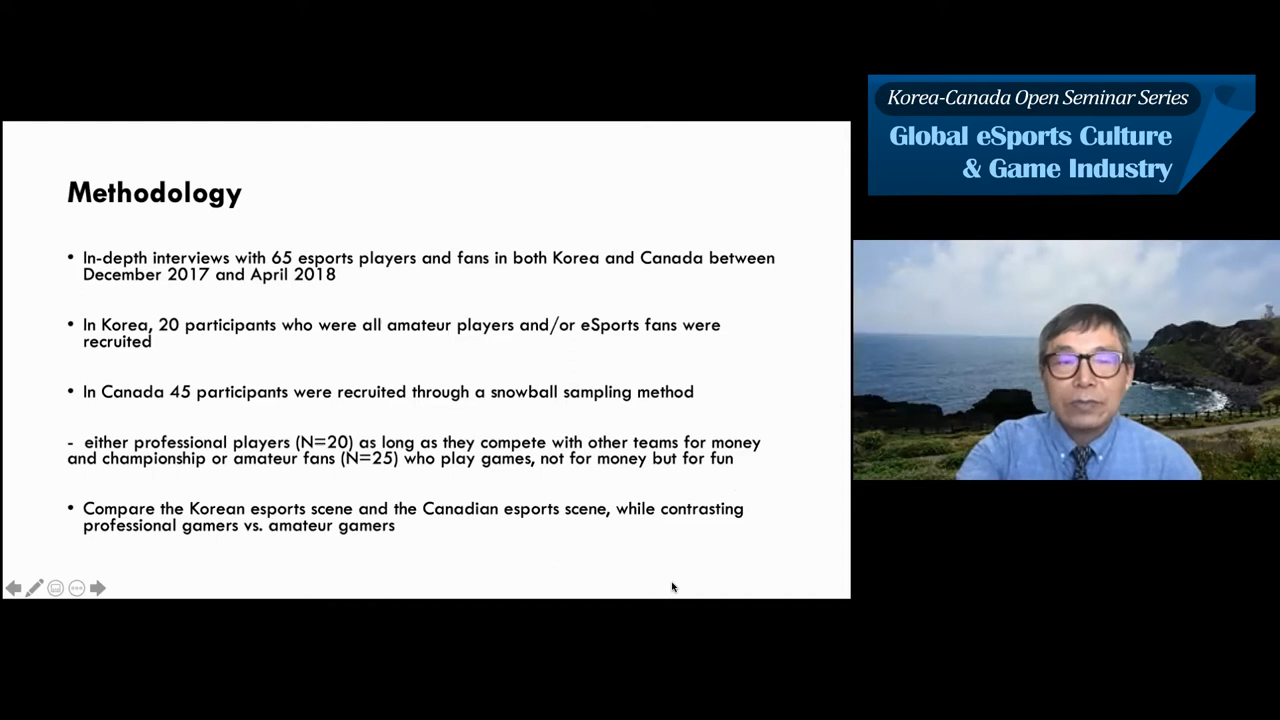 Korea-Canada Open Seminar Series
Global eSports Culture
& Game Industry
Methodology
• In-depth interviews with 65 esports players and fans in both Korea and Canada between
December 2017 and April 2018
• In Korea, 20 participants who were all amateur players and/or eSports fans were
recruited
• In Canada 45 participants were recruited through a snowball sampling method
- either professional players (N=20) as long as they compete with other teams for money
and championship or amateur fans (N=25) who play games, not for money but for fun
• Compare the Korean esports scene and the Canadian esports scene, while contrasting
professional gamers vs. amateur gamers